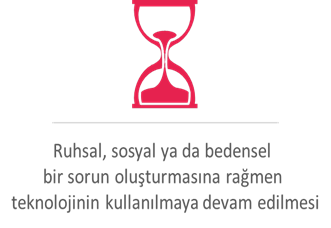 Ruhsal, sosyal ya da bedensel
bir sorun oluşturmasına rağmen
teknolojinin kullanılmaya devam edilmesi